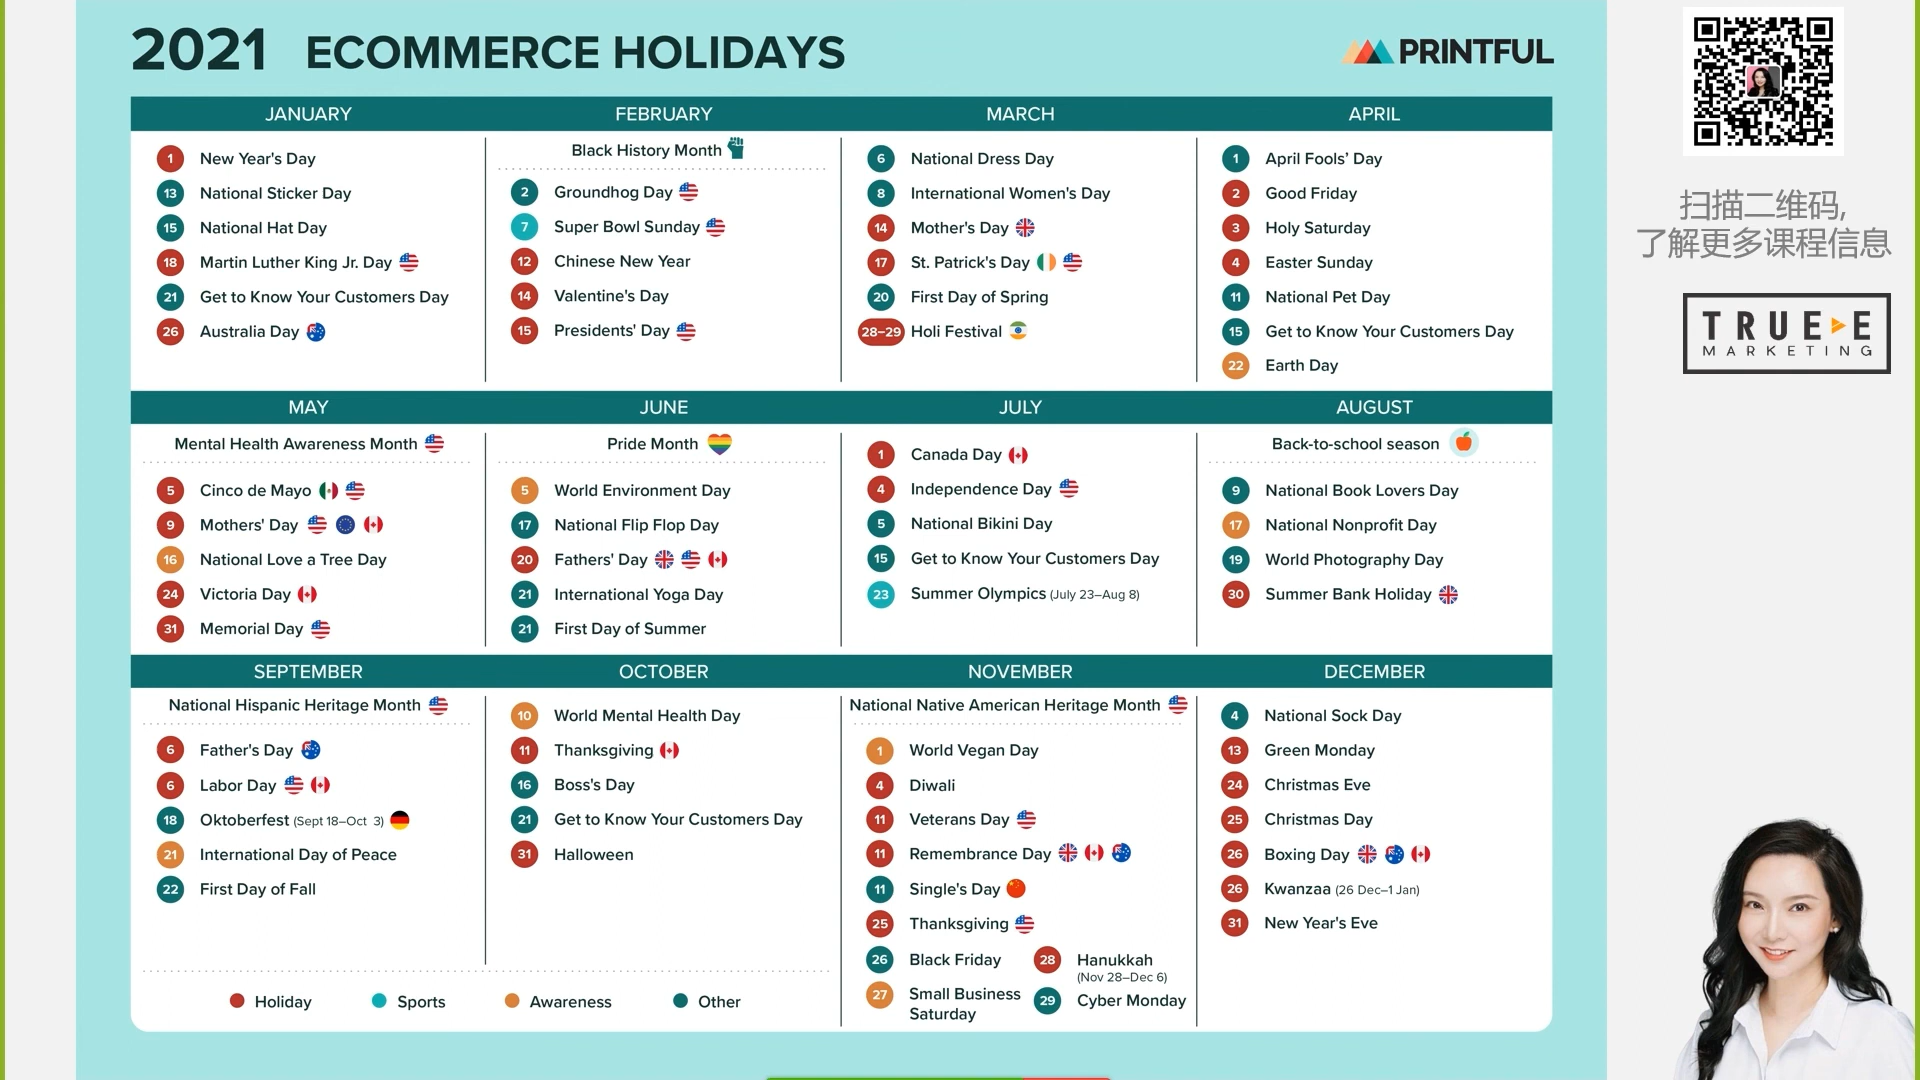 2021 ECOMMERCE HOLIDAYS
PRINTFUL
JANUARY
1 New Year's Day
13 National Sticker Day
15 National Hat Day
18 Martin Luther King Jr. Day
21 Get to Know Your Customers Day
26 Australia Day
FEBRUARY
Black History Month
2 Groundhog Day
7 Super Bowl Sunday
12 Chinese New Year
14 Valentine's Day
15 Presidents' Day
MARCH
6 National Dress Day
8 International Women's Day
14 Mother's Day
17 St. Patrick's Day
20 First Day of Spring
28–29 Holi Festival
APRIL
1 April Fools’ Day
2 Good Friday
3 Holy Saturday
4 Easter Sunday
11 National Pet Day
15 Get to Know Your Customers Day
22 Earth Day
MAY
Mental Health Awareness Month
5 Cinco de Mayo
9 Mothers' Day
16 National Love a Tree Day
24 Victoria Day
31 Memorial Day
JUNE
Pride Month
5 World Environment Day
17 National Flip Flop Day
20 Fathers' Day
21 International Yoga Day
21 First Day of Summer
JULY
1 Canada Day
4 Independence Day
5 National Bikini Day
15 Get to Know Your Customers Day
23 Summer Olympics (July 23–Aug 8)
AUGUST
Back-to-school season
9 National Book Lovers Day
17 National Nonprofit Day
19 World Photography Day
30 Summer Bank Holiday
SEPTEMBER
National Hispanic Heritage Month
6 Father's Day
6 Labor Day
18 Oktoberfest (Sept 18–Oct 3)
21 International Day of Peace
22 First Day of Fall
OCTOBER
10 World Mental Health Day
11 Thanksgiving
16 Boss's Day
21 Get to Know Your Customers Day
31 Halloween
NOVEMBER
National Native American Heritage Month
1 World Vegan Day
4 Diwali
11 Veterans Day
11 Remembrance Day
11 Single's Day
25 Thanksgiving
26 Black Friday
27 Small Business
Saturday
28 Hanukkah
(Nov 28–Dec 6)
29 Cyber Monday
DECEMBER
4 National Sock Day
13 Green Monday
24 Christmas Eve
25 Christmas Day
26 Boxing Day
26 Kwanzaa (26 Dec–1 Jan)
31 New Year's Eve
Holiday Sports Awareness Other
扫描二维码,
了解更多课程信息
TRUE E
MARKETING